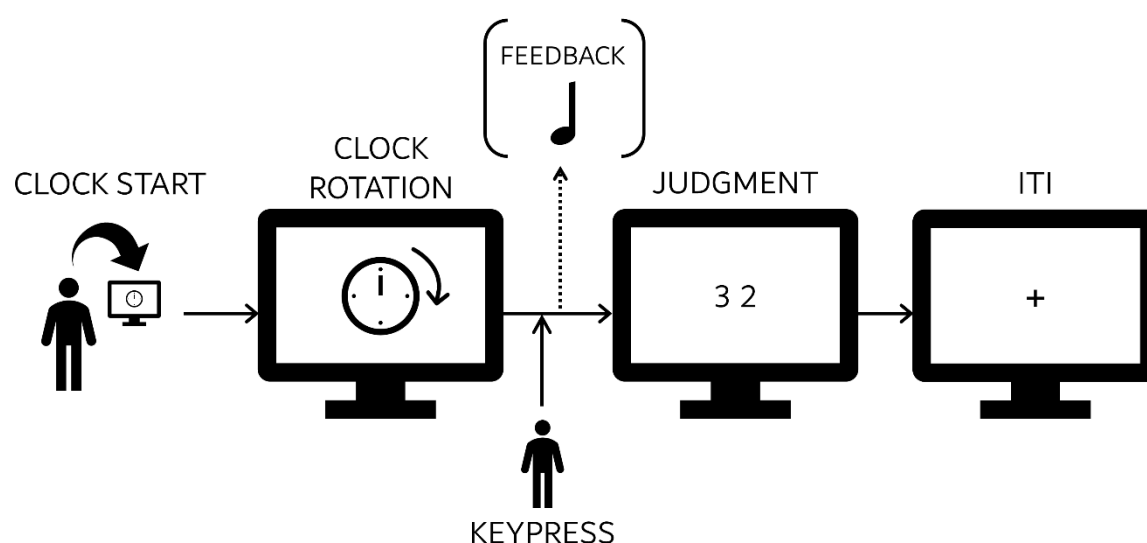 FEEDBACK
CLOCK START
CLOCK
ROTATION
JUDGMENT
ITI
3 2
+
KEYPRESS